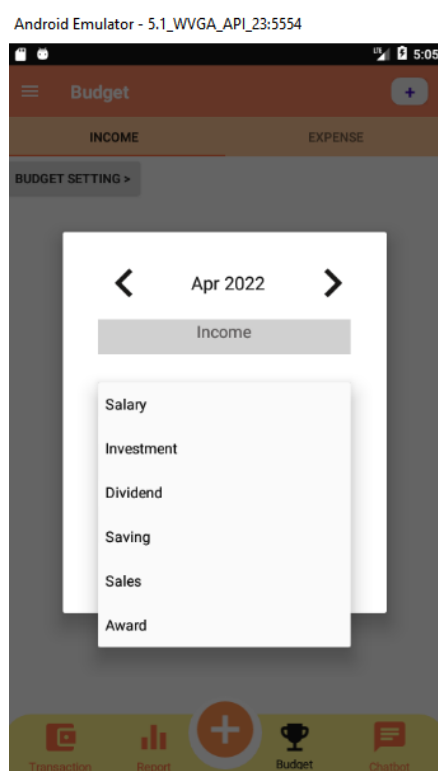 Android Emulator - 5.1_WVGA_API_23:5554
LTE 5:05
Budget +
INCOME EXPENSE
BUDGET SETTING >
Apr 2022
Income
Salary
Investment
Dividend
Saving
Sales
Award
Transaction Report Budget Chatbot